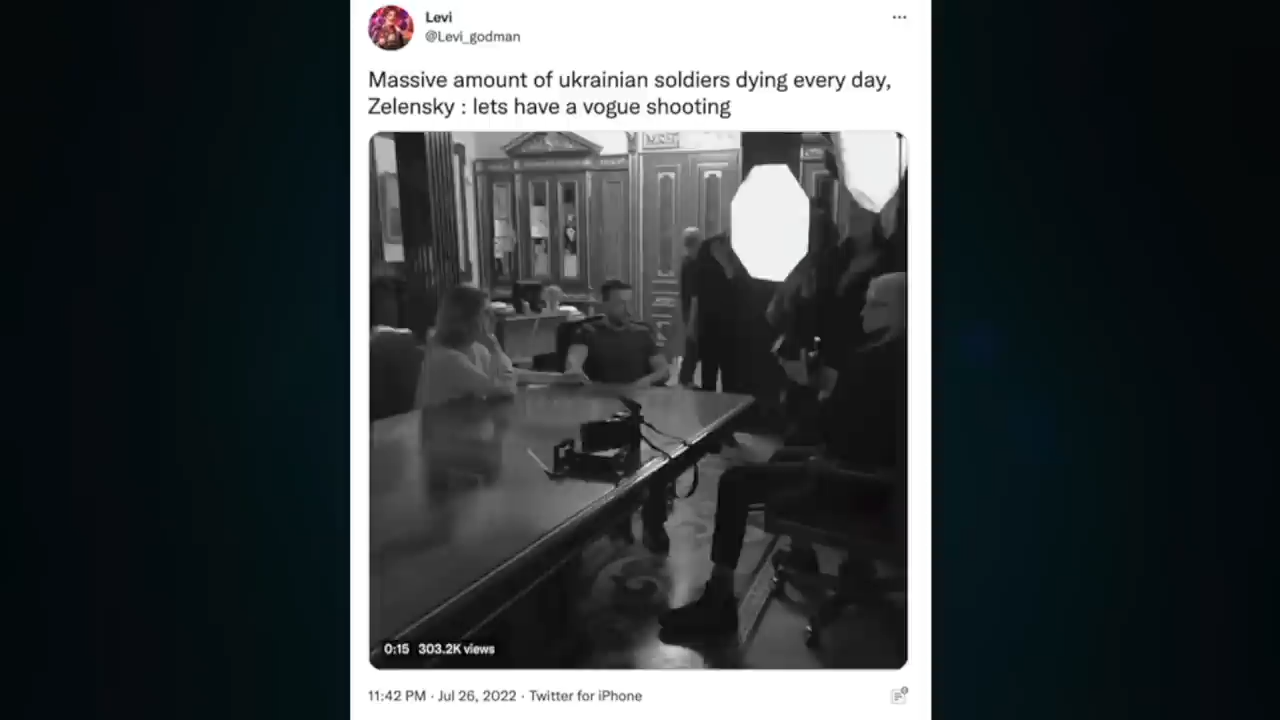 Levi
@Levi_godman
Massive amount of ukrainian soldiers dying every day,
Zelensky : lets have a vogue shooting
0:15 303.2K views
11:42 PM · Jul 26, 2022 · Twitter for iPhone